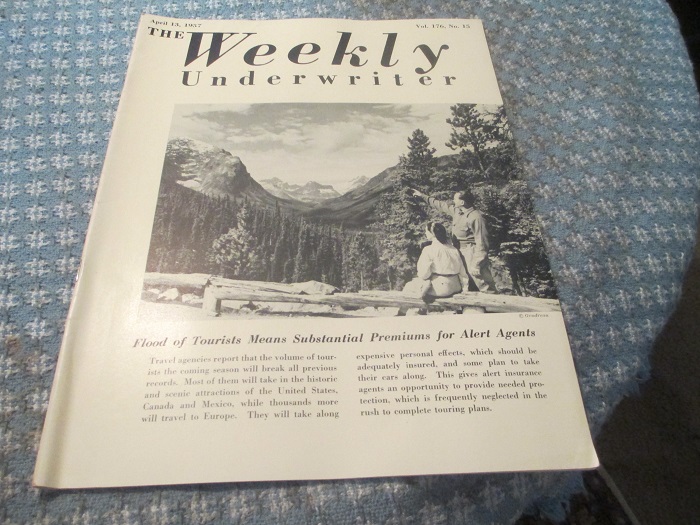 April 13, 1957
Vol. 176, No. 15
THE Weekly
Underwriter
Flood of Tourists Means Substantial Premiums for Alert Agents
Travel agencies report that the volume of tour-
ists the coming season will break all previous
records. Most of them will take in the historic
and scenic attractions of the United States,
Canada and Mexico, while thousands more
will travel to Europe. They will take along
expensive personal effects, which should be
adequately insured, and some plan to take
their cars along. This gives alert insurance
agents an opportunity to provide needed pro-
tection, which is frequently neglected in the
rush to complete touring plans.